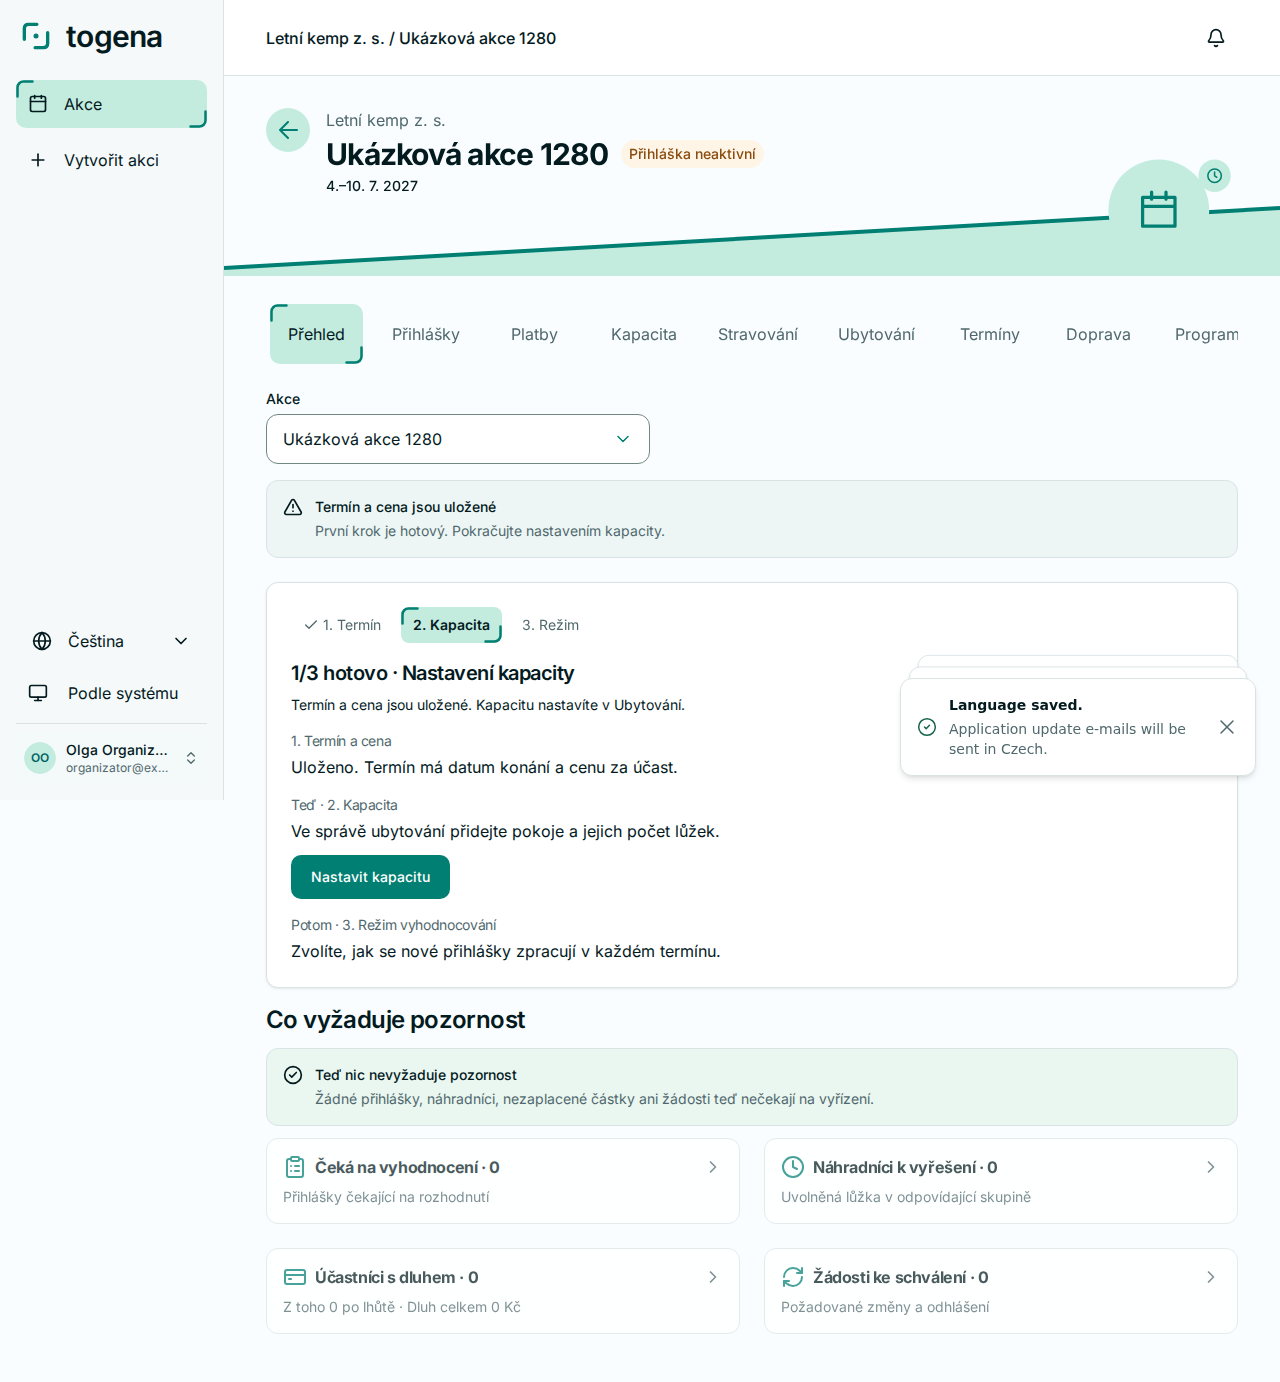 togena
Akce
Vytvořit akci
Čeština
Podle systému
OO
Olga Organiz...
organizator@ex...
Letní kemp z. s. / Ukázková akce 1280
Letní kemp z. s.
Ukázková akce 1280
Přihláška neaktivní
4.–10. 7. 2027
Přehled
Přihlášky
Platby
Kapacita
Stravování
Ubytování
Termíny
Doprava
Program
Akce
Ukázková akce 1280
Termín a cena jsou uložené
První krok je hotový. Pokračujte nastavením kapacity.
1. Termín
2. Kapacita
3. Režim
1/3 hotovo · Nastavení kapacity
Termín a cena jsou uložené. Kapacitu nastavíte v Ubytování.
1. Termín a cena
Uloženo. Termín má datum konání a cenu za účast.
Teď · 2. Kapacita
Ve správě ubytování přidejte pokoje a jejich počet lůžek.
Nastavit kapacitu
Potom · 3. Režim vyhodnocování
Zvolíte, jak se nové přihlášky zpracují v každém termínu.
Language saved.
Application update e-mails will be
sent in Czech.
Co vyžaduje pozornost
Teď nic nevyžaduje pozornost
Žádné přihlášky, náhradníci, nezaplacené částky ani žádosti teď nečekají na vyřízení.
Čeká na vyhodnocení · 0
Přihlášky čekající na rozhodnutí
Náhradníci k vyřešení · 0
Uvolněná lůžka v odpovídající skupině
Účastníci s dluhem · 0
Z toho 0 po lhůtě · Dluh celkem 0 Kč
Žádosti ke schválení · 0
Požadované změny a odhlášení